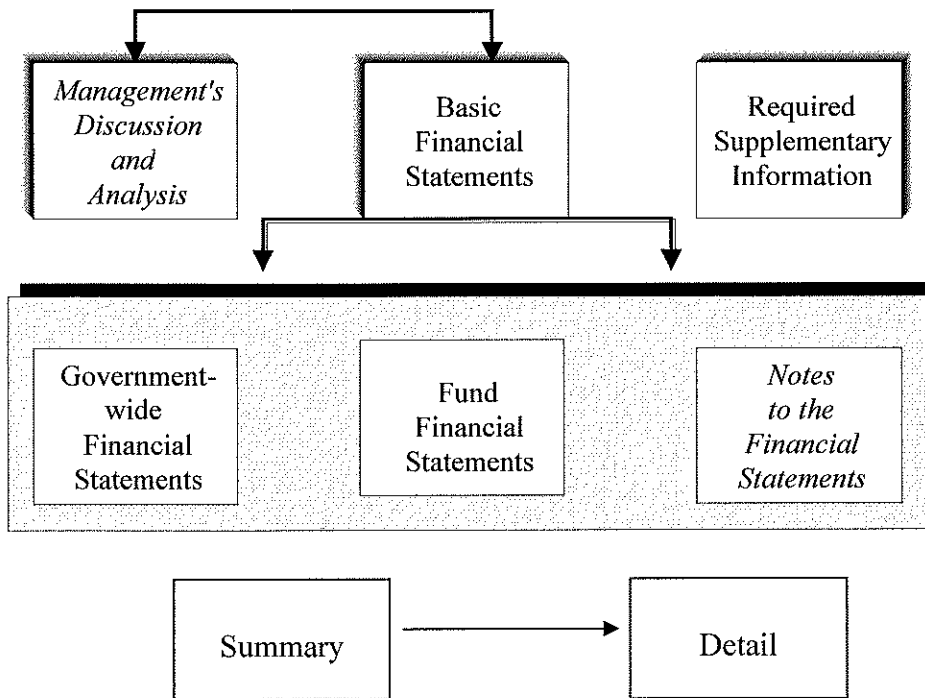 Management's
Discussion
and
Analysis
Basic
Financial
Statements
Required
Supplementary
Information
Government-
wide
Financial
Statements
Fund
Financial
Statements
Notes
to the
Financial
Statements
Summary
Detail